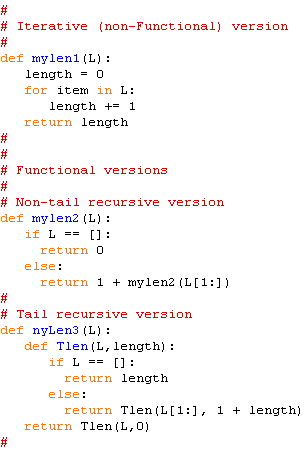 #
# Iterative (non-Functional) version
#
def mylen1(L):
   length = 0
   for item in L:
      length += 1
   return length
#
#
# Functional versions
#
# Non-tail recursive version
def mylen2(L):
   if L == []:
     return 0
   else:
     return 1 + mylen2(L[1:])
#
# Tail recursive version
def nyLen3(L):
   def Tlen(L,length):
      if L == []:
        return length
      else:
        return Tlen(L[1:], 1 + length)
   return Tlen(L,0)
#